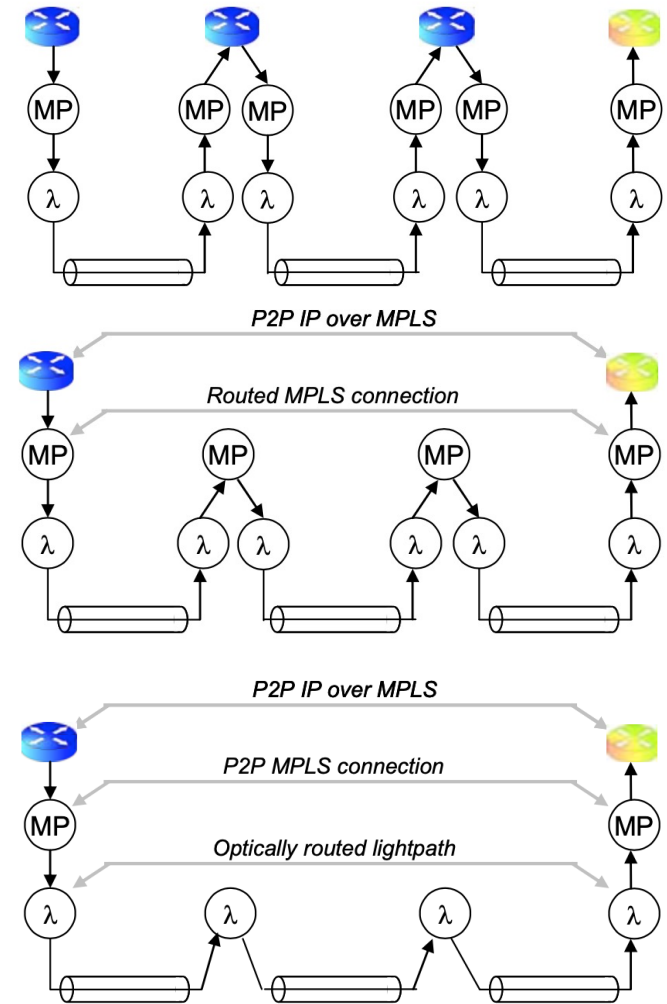 MP MP MP MP MP MP
λ λ λ λ λ λ
P2P IP over MPLS
Routed MPLS connection
MP MP MP MP
λ λ λ λ λ λ
P2P IP over MPLS
P2P MPLS connection
MP MP
Optically routed lightpath
λ λ λ λ